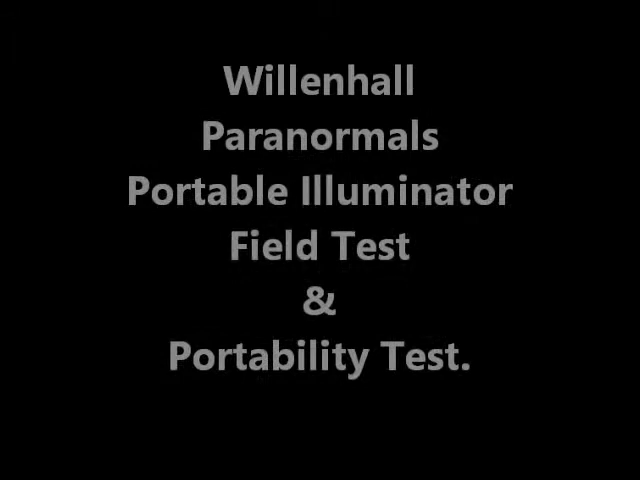 Willenhall
Paranormals
Portable Illuminator
Field Test
&
Portability Test.